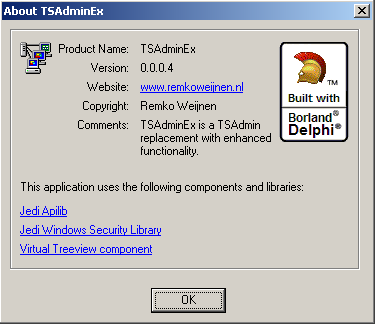 About TSAdminEx
Product Name: TSAdminEx
Version: 0.0.0.4
Website: www.remkoweijnen.nl
Copyright: Remko Weijnen
Comments: TSAdminEx is a TSAdmin
replacement with enhanced
functionality.
TM
Built with
Borland®
Delphi®
This application uses the following components and libraries:
Jedi Apilib
Jedi Windows Security Library
Virtual Treeview component
OK